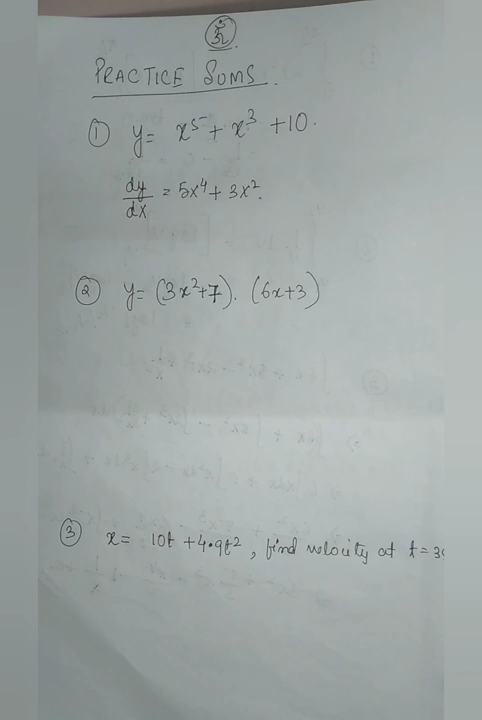 ૐ
PRACTICE SUMS.
① y = x⁵ + x³ + 10.
dy/dx = 5x⁴ + 3x².
② y = (3x²+7). (6x+3)
③ x = 10t + 4.9t², find velocity at t = 3